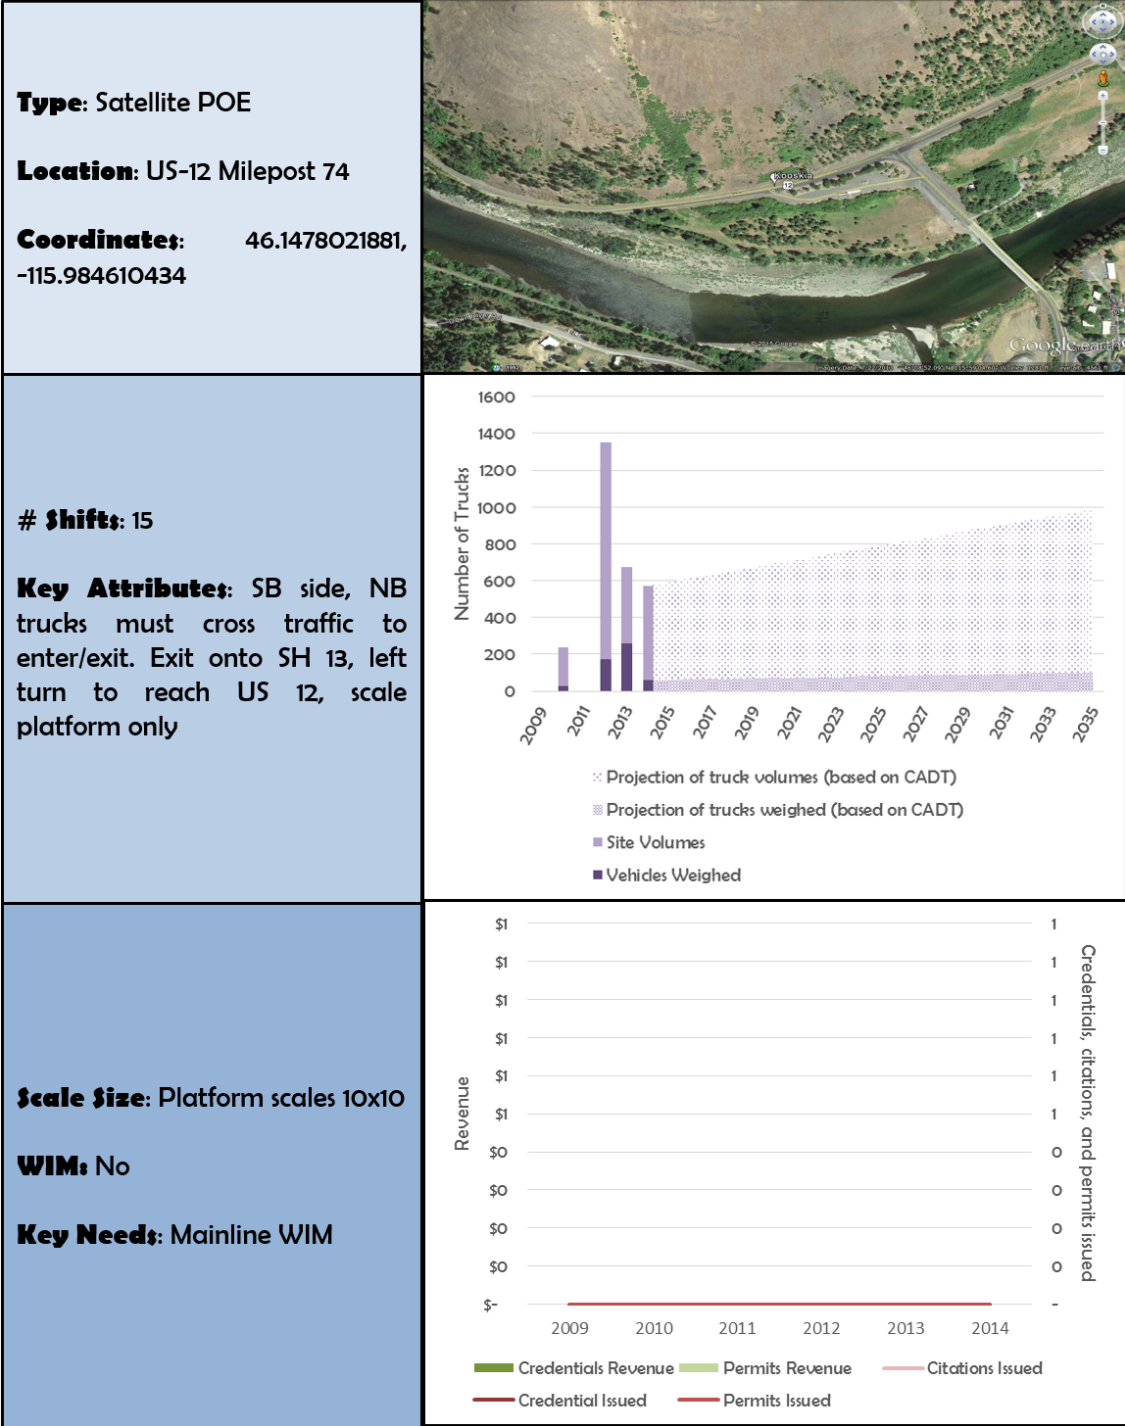 Type: Satellite POE
Location: US-12 Milepost 74
Coordinates: 46.1478021881,
-115.984610434
Kooskia
12
© 2015 Google
Google earth
1992
# Shifts: 15
Key Attributes: SB side, NB
trucks must cross traffic to
enter/exit. Exit onto SH 13, left
turn to reach US 12, scale
platform only
Number of Trucks
1600
1400
1200
1000
800
600
400
200
0
2009
2011
2013
2015
2017
2019
2021
2023
2025
2027
2029
2031
2033
2035
Projection of truck volumes (based on CADT)
Projection of trucks weighed (based on CADT)
Site Volumes
Vehicles Weighed
Scale Size: Platform scales 10x10
WIM: No
Key Needs: Mainline WIM
Revenue
$1
$1
$1
$1
$1
$1
$0
$0
$0
$0
$-
1
1
1
1
1
1
0
0
0
0
-
Credentials, citations, and permits issued
2009 2010 2011 2012 2013 2014
Credentials Revenue Permits Revenue Citations Issued
Credential Issued Permits Issued